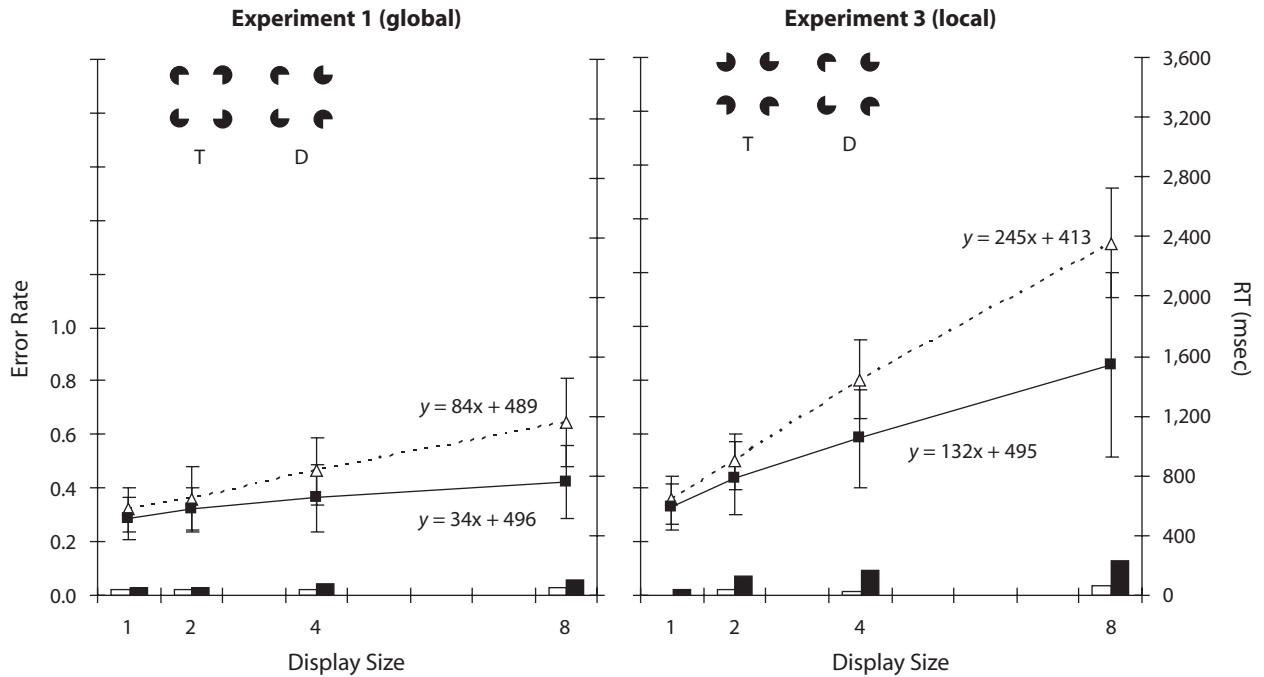 Experiment 1 (global)
Experiment 3 (local)
T D
T D
3,600
3,200
2,800
2,400
2,000
1,600
1,200
800
400
0
RT (msec)
Error Rate
1.0
0.8
0.6
0.4
0.2
0.0
y = 84x + 489
y = 34x + 496
y = 245x + 413
y = 132x + 495
1 2 4 8
Display Size
1 2 4 8
Display Size